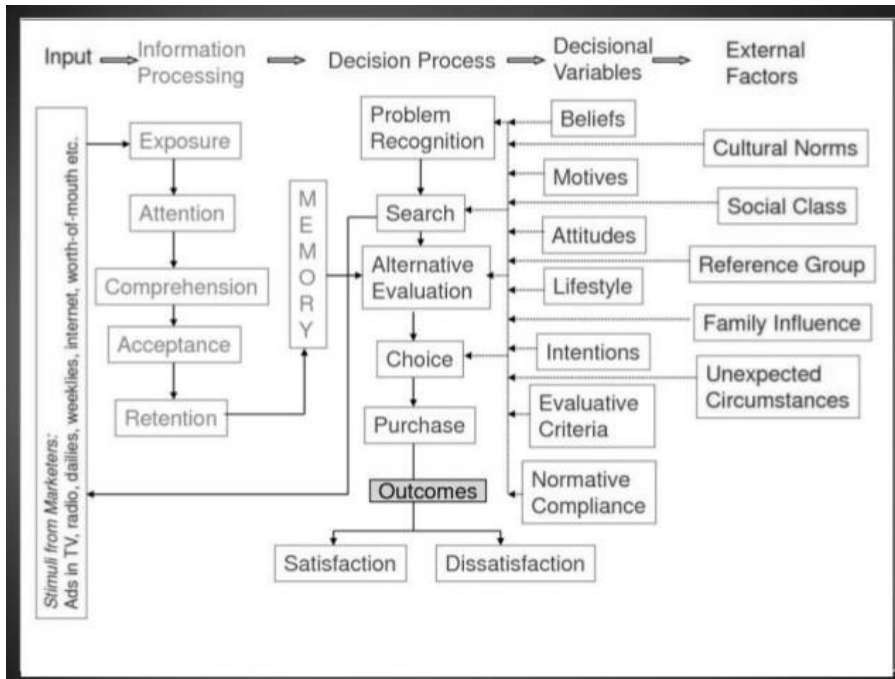 Input
Information
Processing
Decision Process
Decisional
Variables
External
Factors
Stimuli from Marketers:
Ads in TV, radio, dailies, weeklies, internet, worth-of-mouth etc.
Exposure
Attention
Comprehension
Acceptance
Retention
M
E
M
O
R
Y
Problem
Recognition
Search
Alternative
Evaluation
Choice
Purchase
Outcomes
Satisfaction
Dissatisfaction
Beliefs
Motives
Attitudes
Lifestyle
Intentions
Evaluative
Criteria
Normative
Compliance
Cultural Norms
Social Class
Reference Group
Family Influence
Unexpected
Circumstances